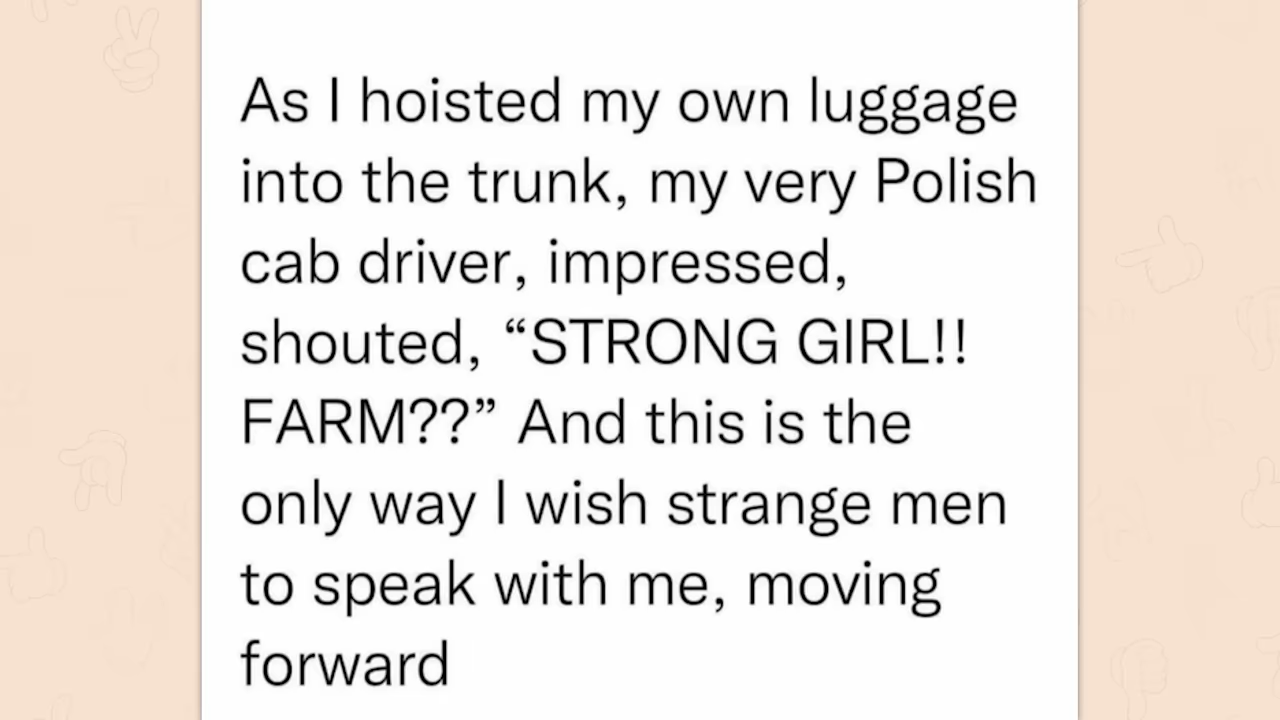 As I hoisted my own luggage
into the trunk, my very Polish
cab driver, impressed,
shouted, “STRONG GIRL!!
FARM??” And this is the
only way I wish strange men
to speak with me, moving
forward